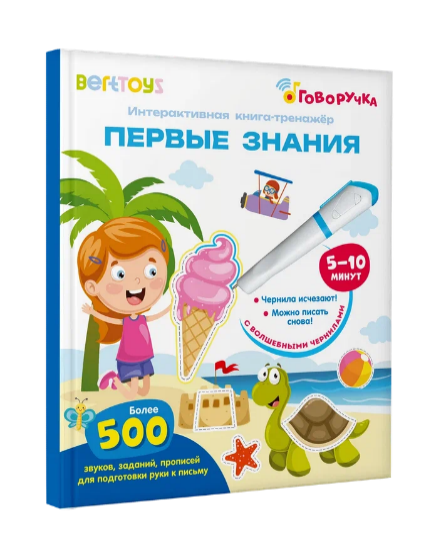 BertToys
ГОВОРУЧКА
Интерактивная книга-тренажёр
ПЕРВЫЕ ЗНАНИЯ
5–10
МИНУТ
• Чернила исчезают!
• Можно писать
снова!
С ВОЛШЕБНЫМИ ЧЕРНИЛАМИ
Более
500
звуков, заданий, прописей
для подготовки руки к письму